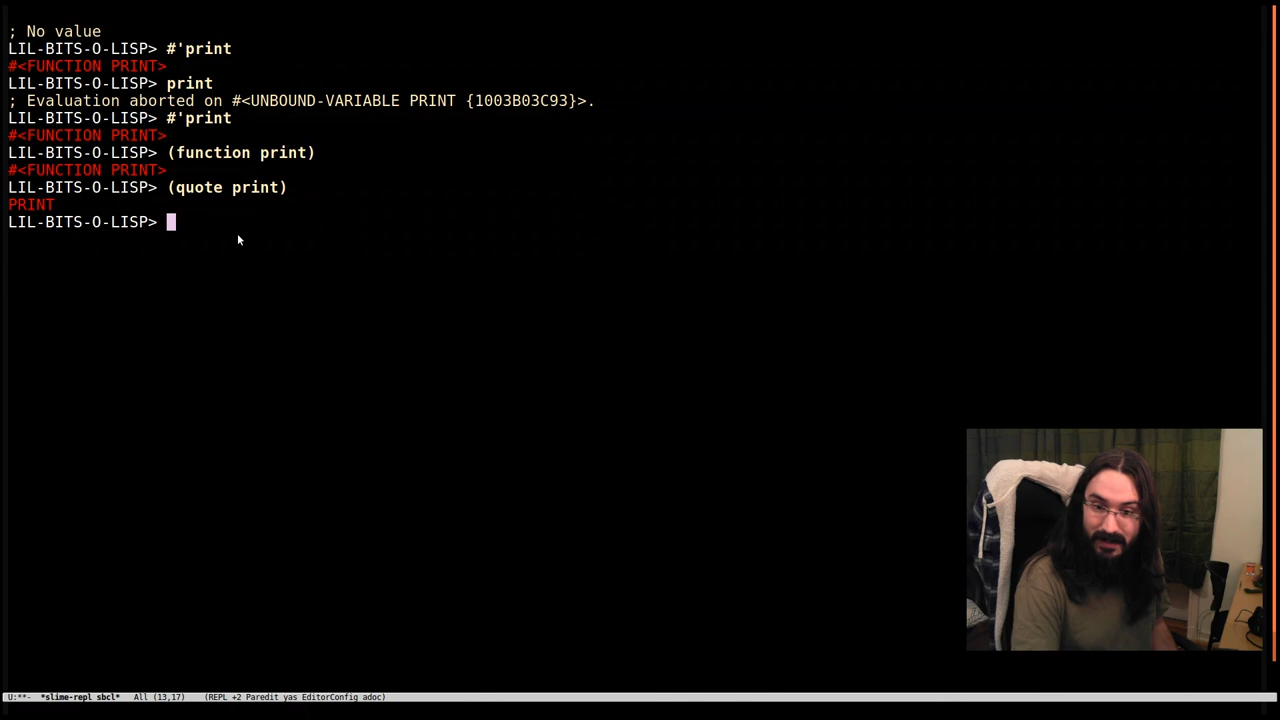 ; No value
LIL-BITS-O-LISP> #'print
#<FUNCTION PRINT>
LIL-BITS-O-LISP> print
; Evaluation aborted on #<UNBOUND-VARIABLE PRINT {1003B03C93}>.
LIL-BITS-O-LISP> #'print
#<FUNCTION PRINT>
LIL-BITS-O-LISP> (function print)
#<FUNCTION PRINT>
LIL-BITS-O-LISP> (quote print)
PRINT
LIL-BITS-O-LISP>
U:**- *slime-repl sbcl* All (13,17) (REPL +2 Paredit yas EditorConfig adoc)